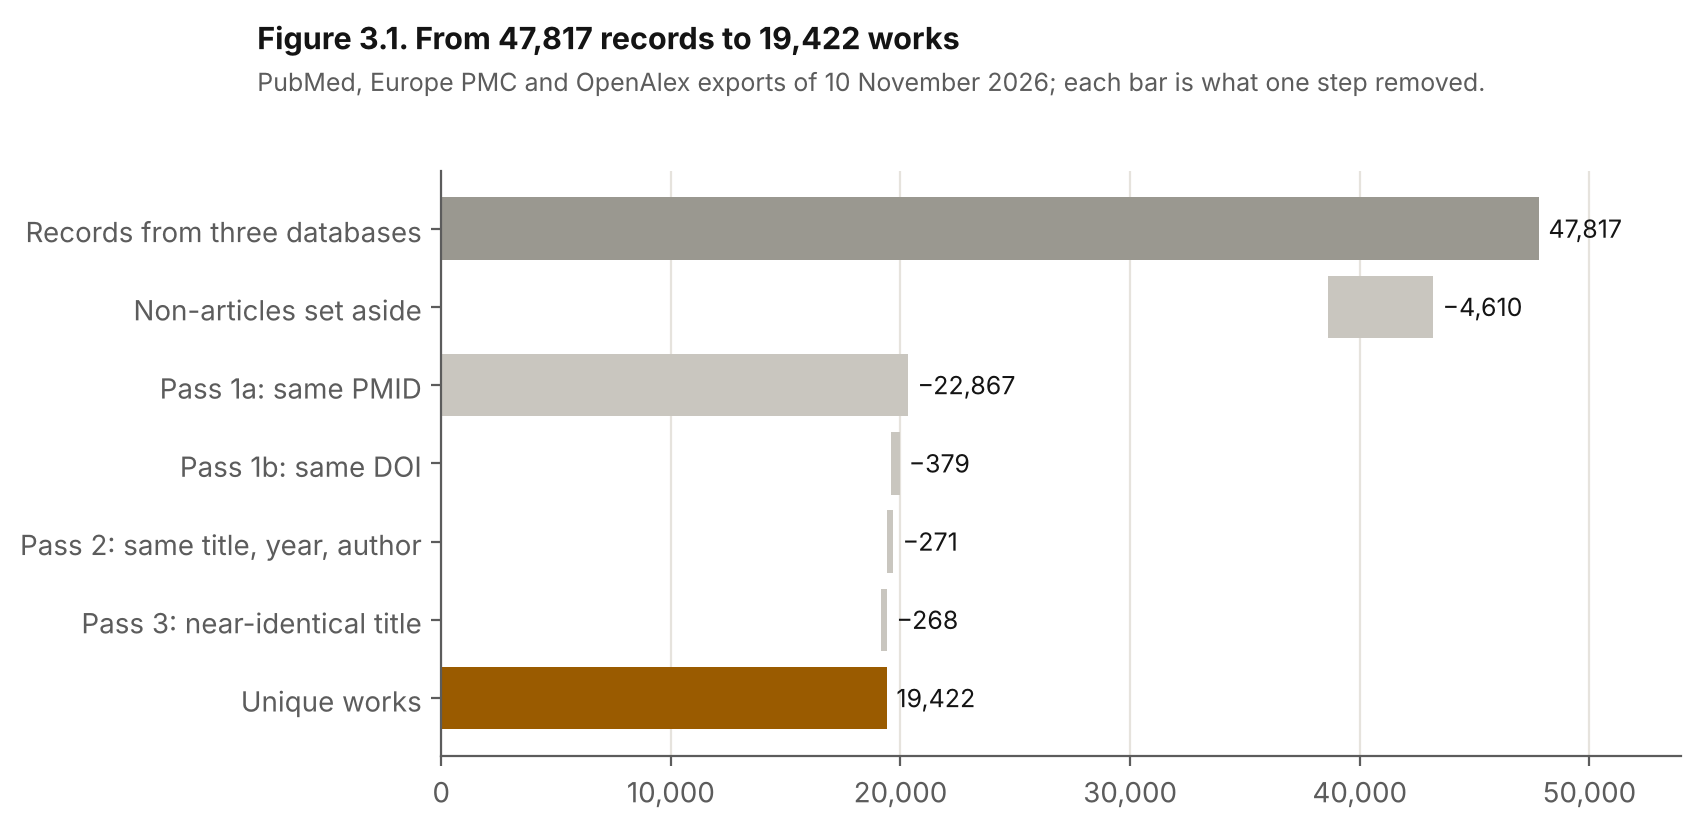 Figure 3.1. From 47,817 records to 19,422 works
PubMed, Europe PMC and OpenAlex exports of 10 November 2026; each bar is what one step removed.
Records from three databases
47,817
Non-articles set aside
−4,610
Pass 1a: same PMID
−22,867
Pass 1b: same DOI
−379
Pass 2: same title, year, author
−271
Pass 3: near-identical title
−268
Unique works
19,422
0 10,000 20,000 30,000 40,000 50,000